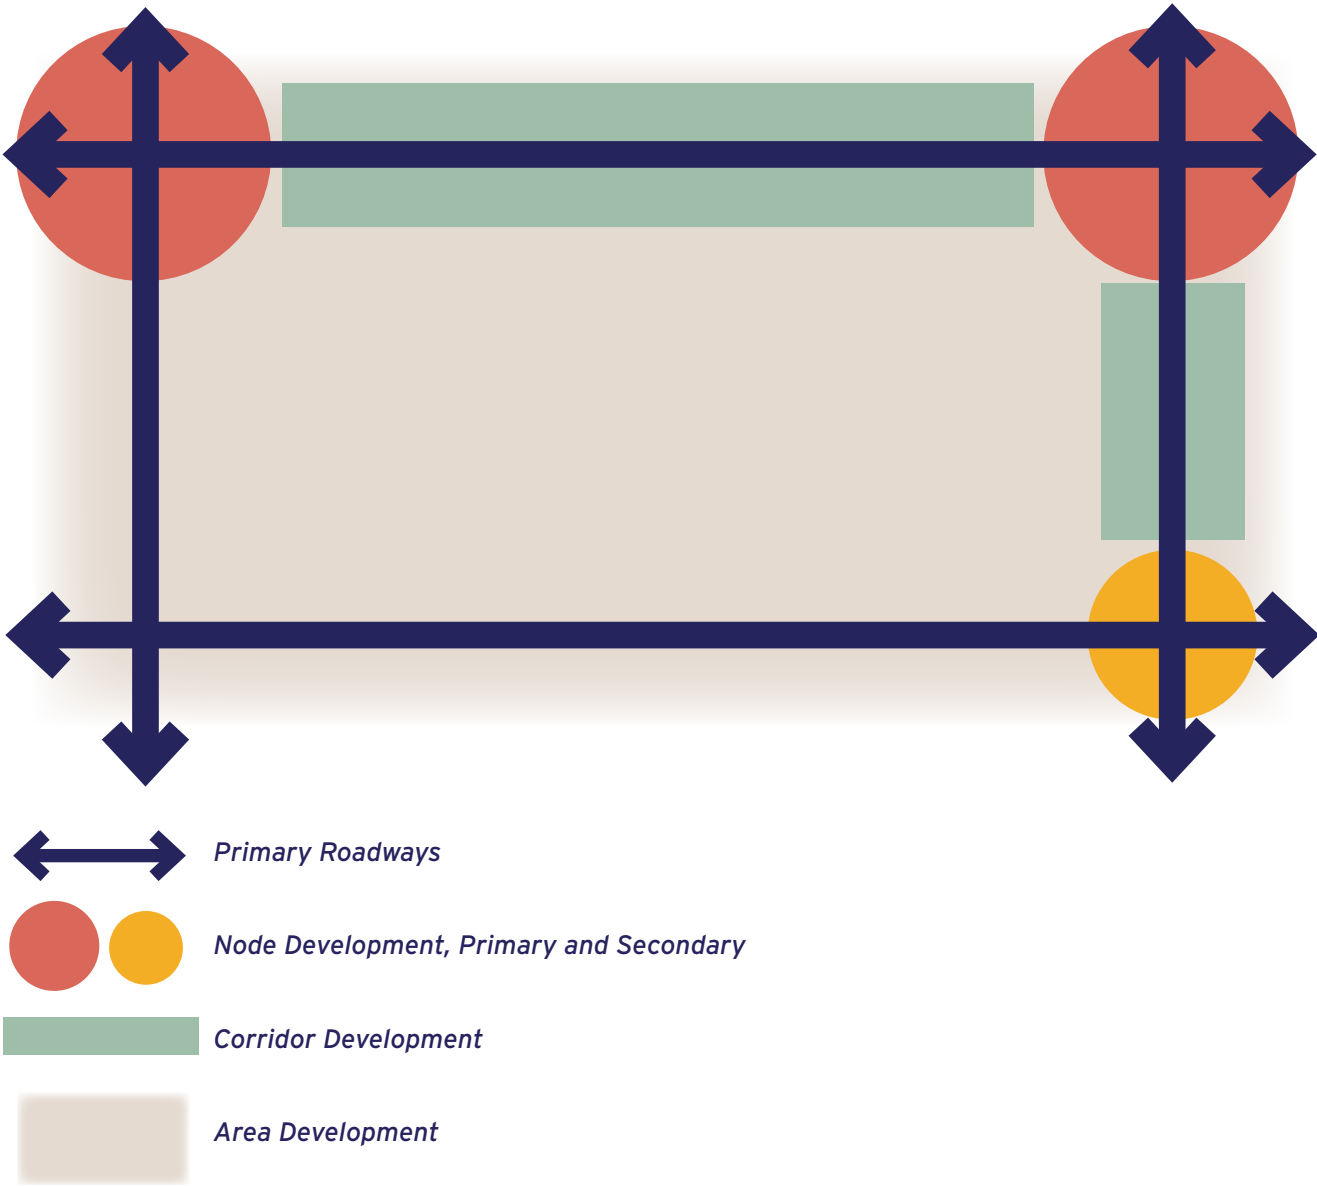 Primary Roadways
Node Development, Primary and Secondary
Corridor Development
Area Development